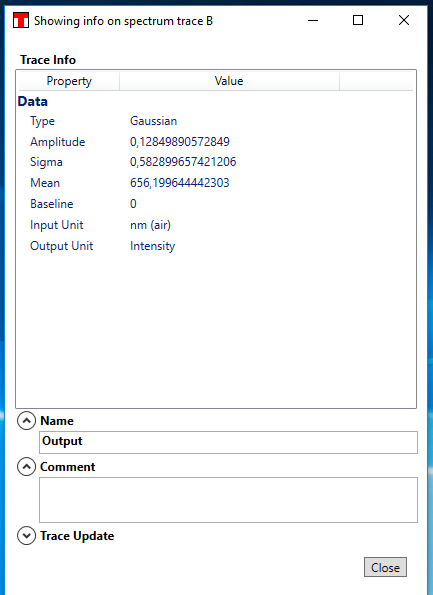 Showing info on spectrum trace B
Trace Info
Property Value
Data
Type Gaussian
Amplitude 0,12849890572849
Sigma 0,582899657421206
Mean 656,199644442303
Baseline 0
Input Unit nm (air)
Output Unit Intensity
Name
Output
Comment
Trace Update
Close